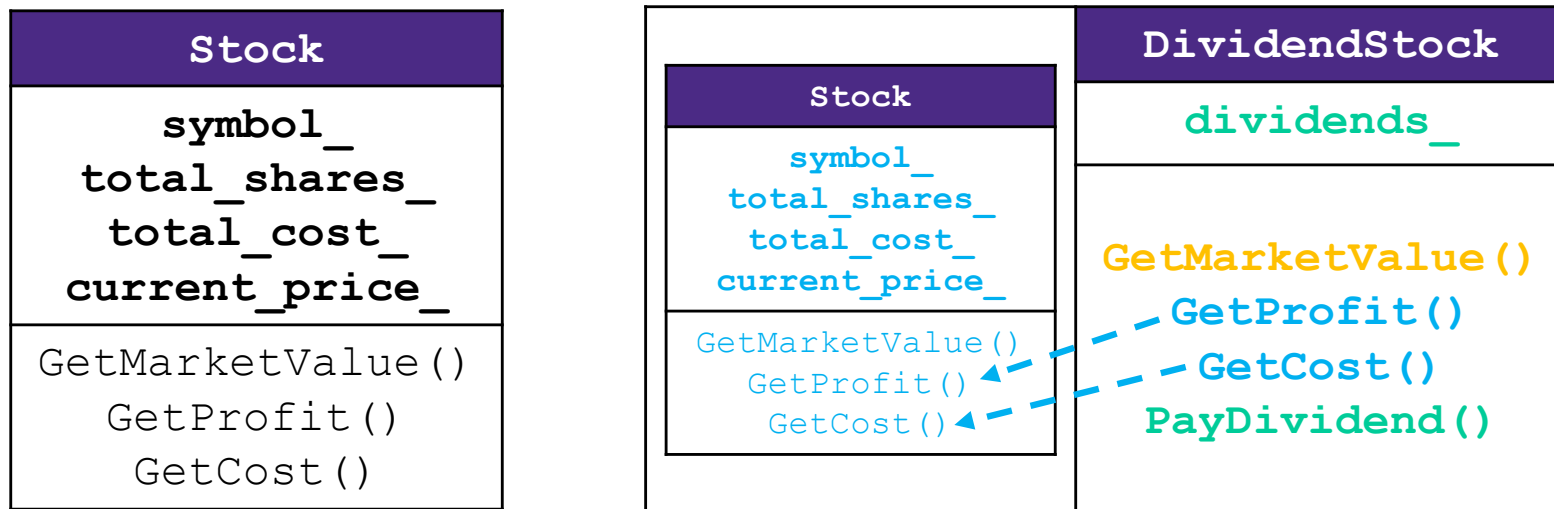 Stock
symbol_
total_shares_
total_cost_
current_price_
GetMarketValue()
GetProfit()
GetCost()
Stock
symbol_
total_shares_
total_cost_
current_price_
GetMarketValue()
GetProfit()
GetCost()
DividendStock
dividends_
GetMarketValue()
GetProfit()
GetCost()
PayDividend()